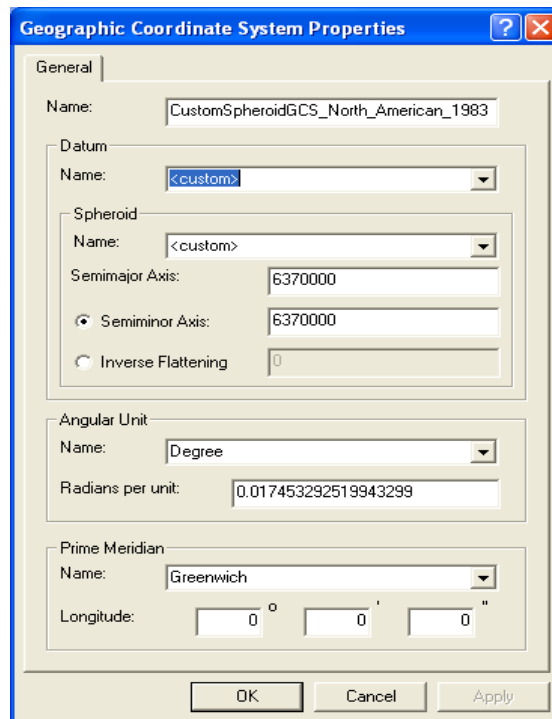 Geographic Coordinate System Properties
General
Name: CustomSpheroidGCS_North_American_1983
Datum
Name: <custom>
Spheroid
Name: <custom>
Semimajor Axis: 6370000
Semiminor Axis: 6370000
Inverse Flattening 0
Angular Unit
Name: Degree
Radians per unit: 0.017453292519943299
Prime Meridian
Name: Greenwich
Longitude: 0 ° 0 ' 0 "
OK Cancel Apply